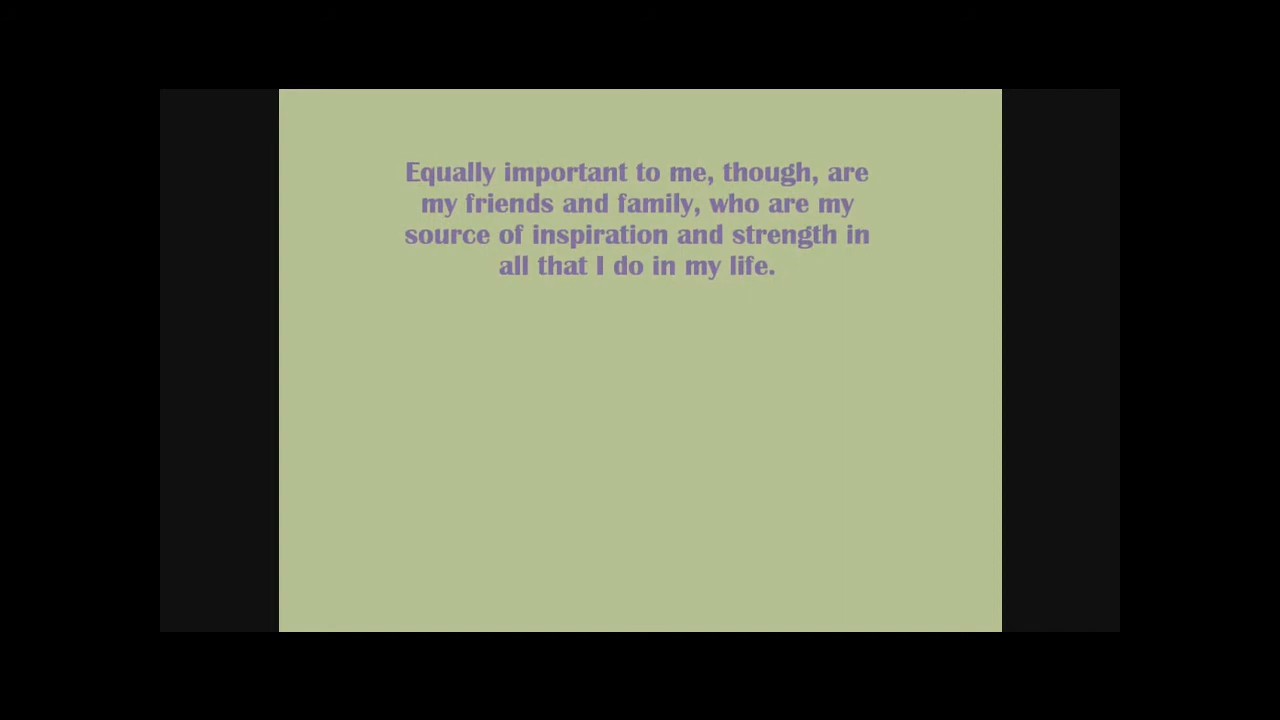 Equally important to me, though, are
my friends and family, who are my
source of inspiration and strength in
all that I do in my life.